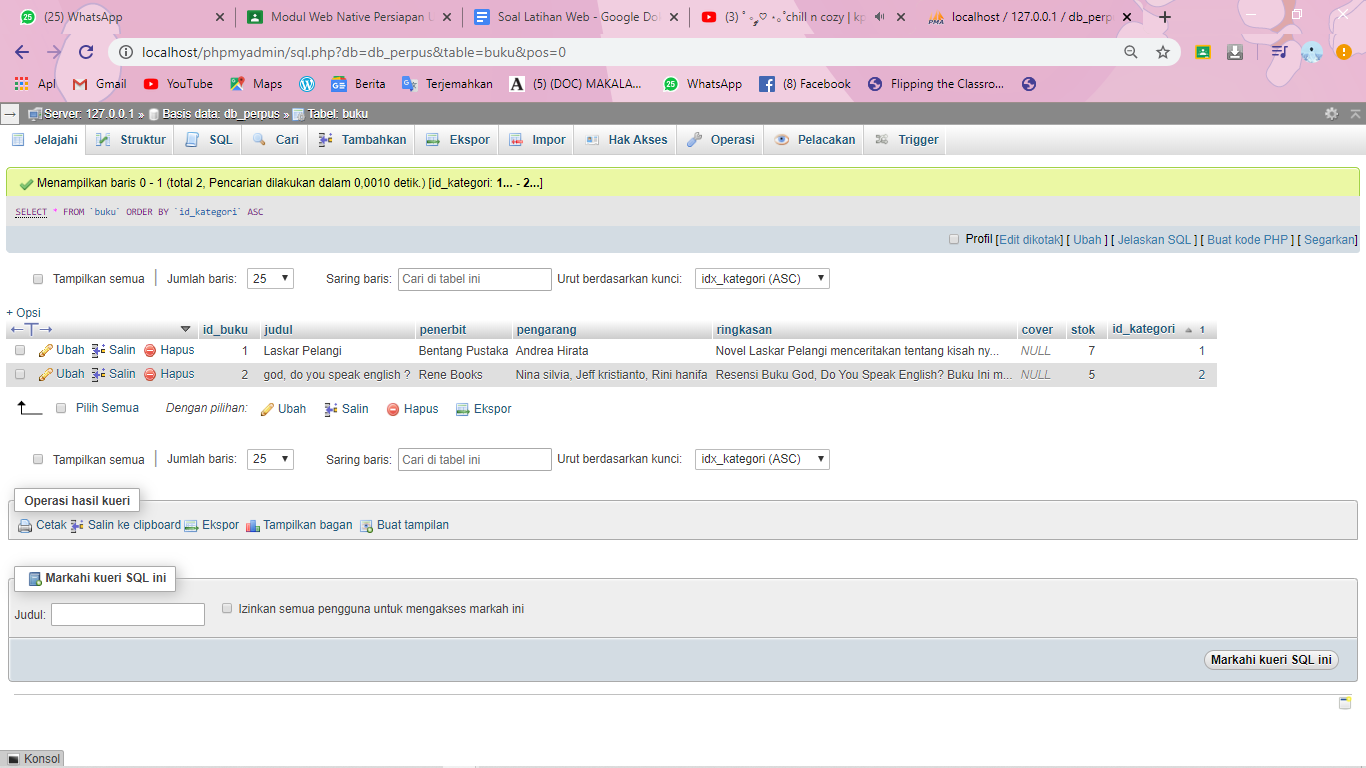 (25) WhatsApp
Modul Web Native Persiapan U
Soal Latihan Web - Google Do
(3) chill n cozy | kp
localhost / 127.0.0.1 / db_perp
localhost/phpmyadmin/sql.php?db=db_perpus&table=buku&pos=0
Apl Gmail YouTube Maps Berita Terjemahkan (5) (DOC) MAKALA... WhatsApp (8) Facebook Flipping the Classro...
Server: 127.0.0.1 » Basis data: db_perpus » Tabel: buku
Jelajahi Struktur SQL Cari Tambahkan Ekspor Impor Hak Akses Operasi Pelacakan Trigger
Menampilkan baris 0 - 1 (total 2, Pencarian dilakukan dalam 0,0010 detik.) [id_kategori: 1... - 2...]
SELECT * FROM `buku` ORDER BY `id_kategori` ASC
Profil [Edit dikotak] [ Ubah ] [ Jelaskan SQL ] [ Buat kode PHP ] [ Segarkan]
Tampilkan semua | Jumlah baris: 25 Saring baris: Cari di tabel ini Urut berdasarkan kunci: idx_kategori (ASC)
+ Opsi
←T→ id_buku judul penerbit pengarang ringkasan cover stok id_kategori 1
Ubah Salin Hapus 1 Laskar Pelangi Bentang Pustaka Andrea Hirata Novel Laskar Pelangi menceritakan tentang kisah ny... NULL 7 1
Ubah Salin Hapus 2 god, do you speak english ? Rene Books Nina silvia, Jeff kristianto, Rini hanifa Resensi Buku God, Do You Speak English? Buku Ini m... NULL 5 2
Pilih Semua Dengan pilihan: Ubah Salin Hapus Ekspor
Tampilkan semua | Jumlah baris: 25 Saring baris: Cari di tabel ini Urut berdasarkan kunci: idx_kategori (ASC)
Operasi hasil kueri
Cetak Salin ke clipboard Ekspor Tampilkan bagan Buat tampilan
Markahi kueri SQL ini
Judul: Izinkan semua pengguna untuk mengakses markah ini
Markahi kueri SQL ini
Konsol